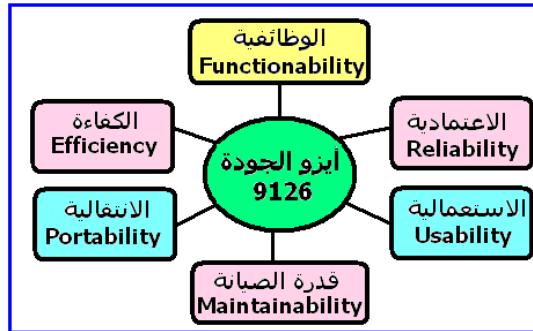 الوظائفية
Functionability
الكفاءة
Efficiency
الاعتمادية
Reliability
أيزو الجودة
9126
الانتقالية
Portability
الاستعمالية
Usability
قدرة الصيانة
Maintainability